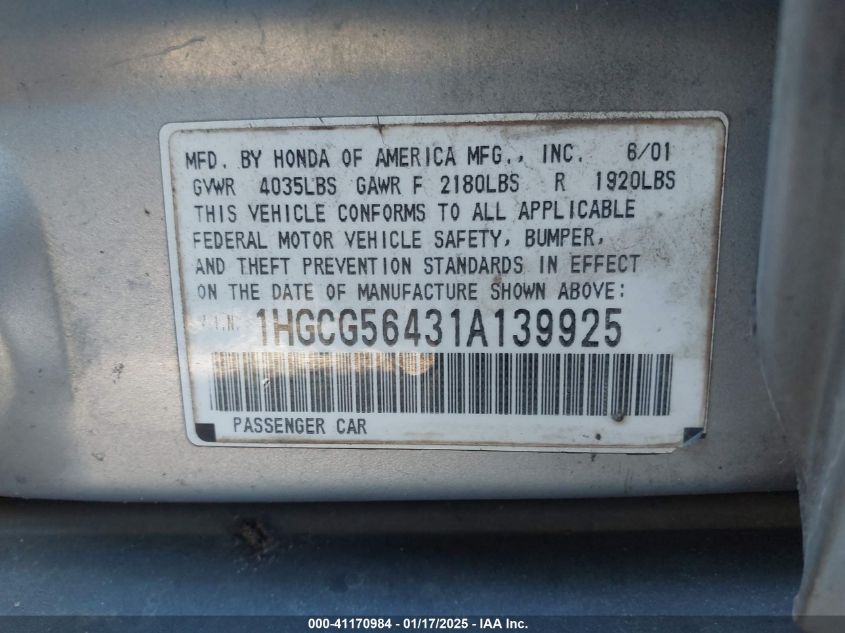 MFD. BY HONDA OF AMERICA MFG., INC. 6/01
GVWR 4035LBS GAWR F 2180LBS R 1920LBS
THIS VEHICLE CONFORMS TO ALL APPLICABLE
FEDERAL MOTOR VEHICLE SAFETY, BUMPER,
AND THEFT PREVENTION STANDARDS IN EFFECT
ON THE DATE OF MANUFACTURE SHOWN ABOVE:
V.I.N. 1HGCG56431A139925
PASSENGER CAR
000-41170984 - 01/17/2025 - IAA Inc.